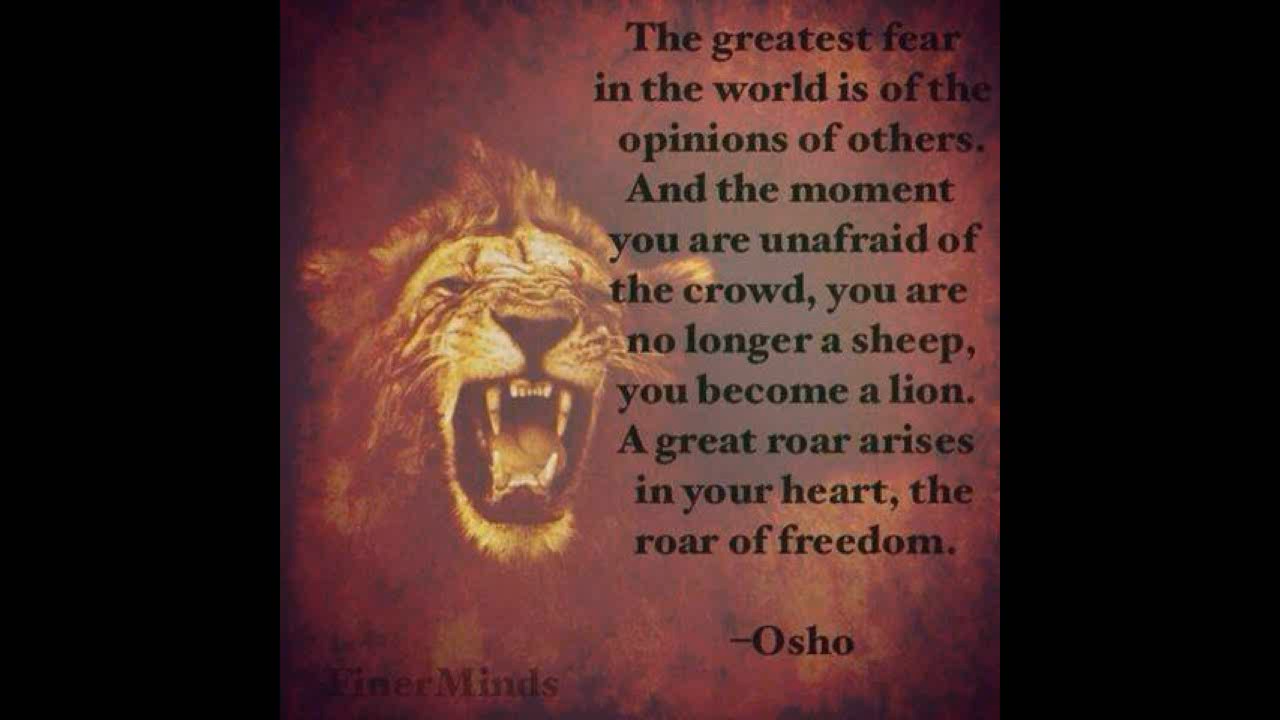 The greatest fear
in the world is of the
opinions of others.
And the moment
you are unafraid of
the crowd, you are
no longer a sheep,
you become a lion.
A great roar arises
in your heart, the
roar of freedom.
–Osho
FinerMinds